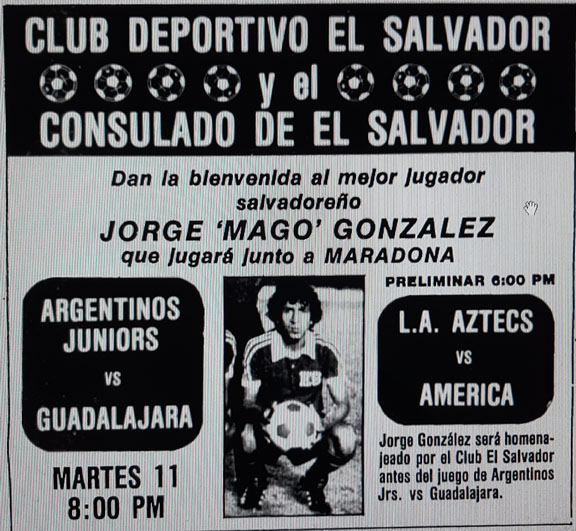 CLUB DEPORTIVO EL SALVADOR
y el
CONSULADO DE EL SALVADOR
Dan la bienvenida al mejor jugador
salvadoreño
JORGE 'MAGO' GONZALEZ
que jugará junto a MARADONA
ARGENTINOS
JUNIORS
VS
GUADALAJARA
MARTES 11
8:00 PM
ES
PRELIMINAR 6:00 PM
L.A. AZTECS
VS
AMERICA
Jorge González será homena-
jeado por el Club El Salvador
antes del juego de Argentinos
Jrs. vs Guadalajara.